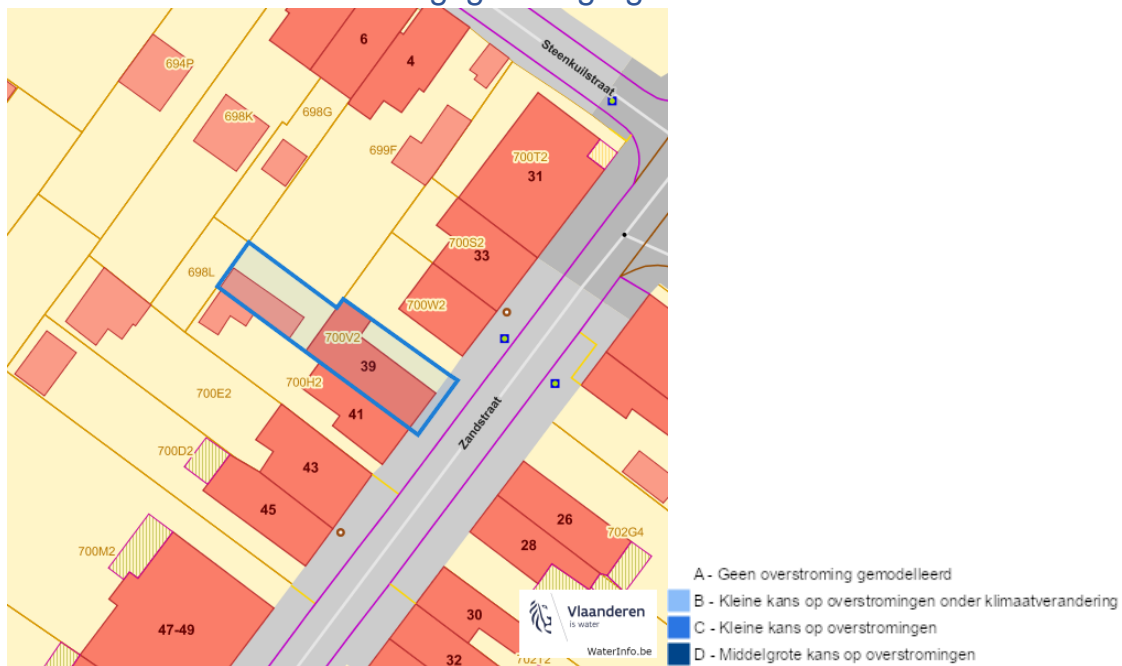 6
4
694P
Steenkuilstraat
698K
698G
699F
700T2
31
700S2
33
698L
700W2
700V2
39
700H2
700E2
41
Zandstraat
700D2
43
45
26
702G4
28
700M2
47-49
30
32
702T2
Vlaanderen
is water
WaterInfo.be
A - Geen overstroming gemodelleerd
B - Kleine kans op overstromingen onder klimaatverandering
C - Kleine kans op overstromingen
D - Middelgrote kans op overstromingen